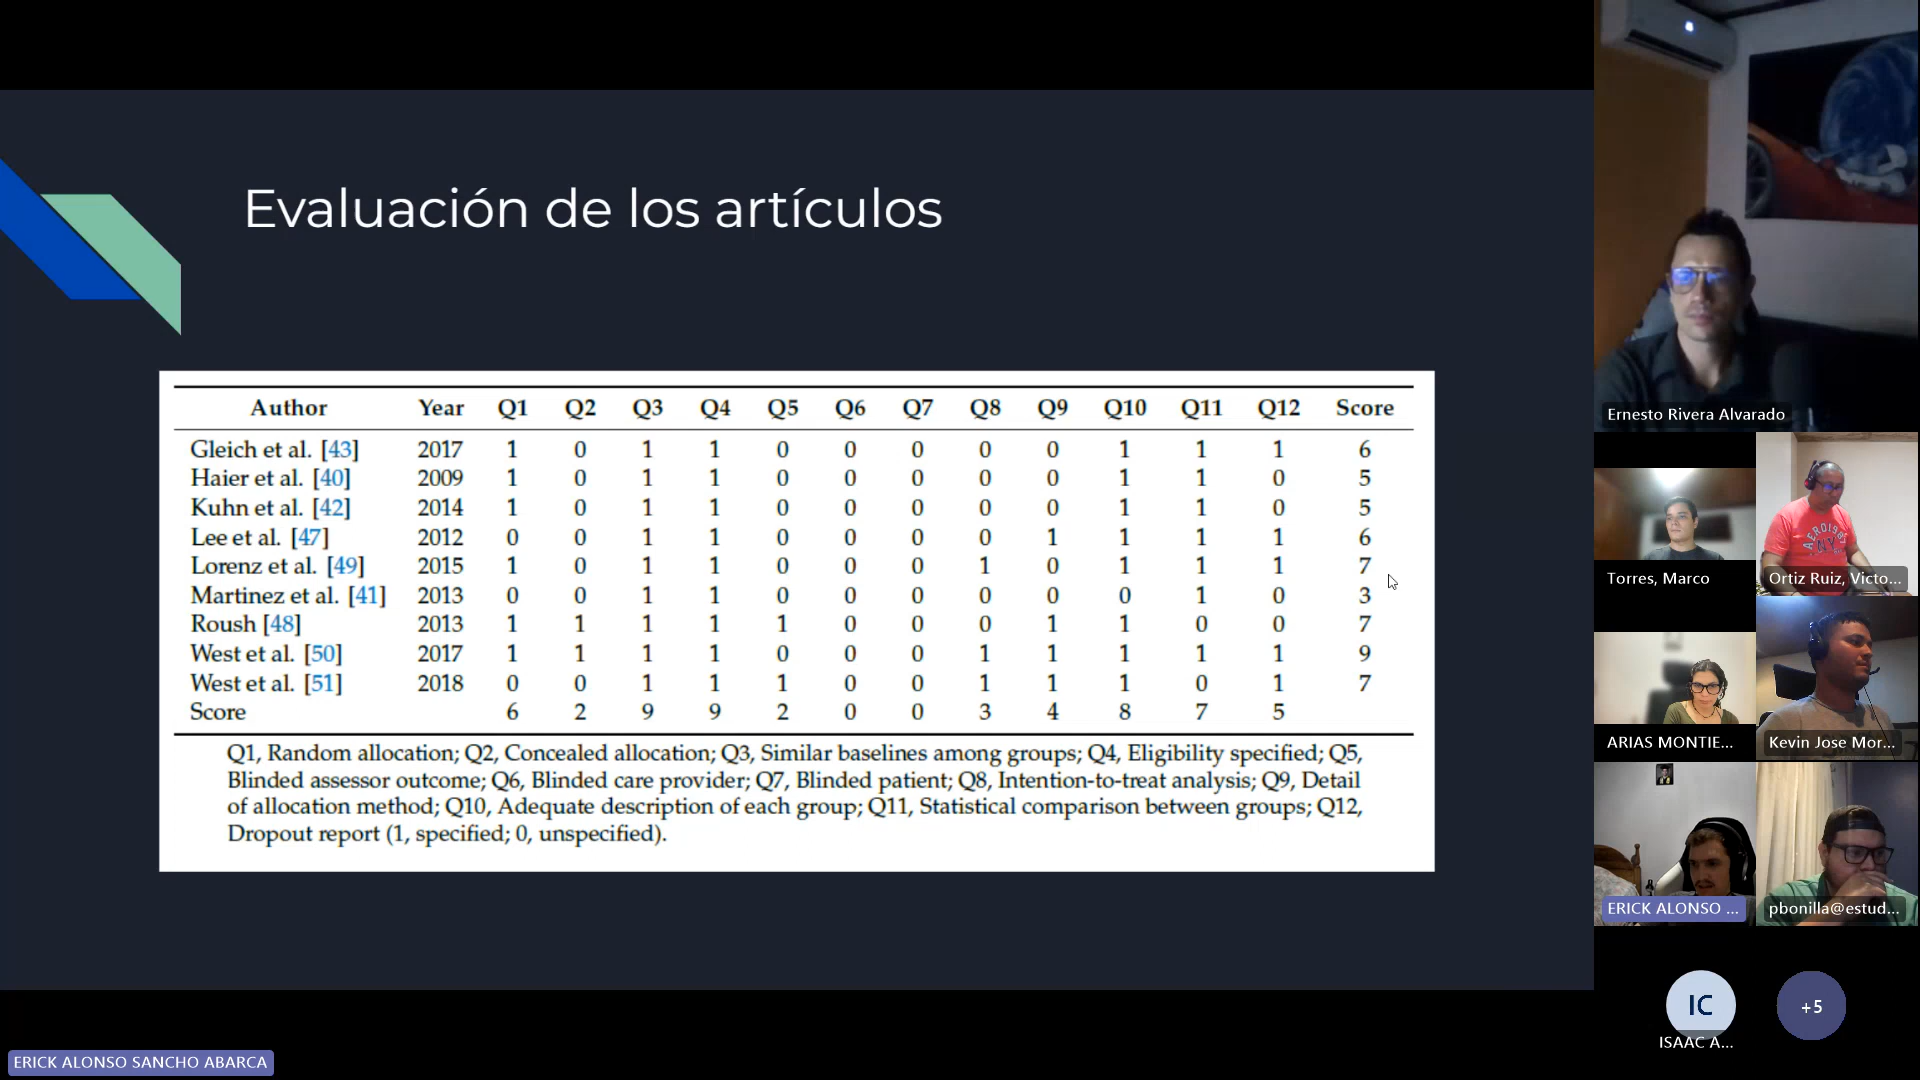 Evaluación de los artículos
Author Year Q1 Q2 Q3 Q4 Q5 Q6 Q7 Q8 Q9 Q10 Q11 Q12 Score
Gleich et al. [43] 2017 1 0 1 1 0 0 0 0 0 1 1 1 6
Haier et al. [40] 2009 1 0 1 1 0 0 0 0 0 1 1 0 5
Kuhn et al. [42] 2014 1 0 1 1 0 0 0 0 0 1 1 0 5
Lee et al. [47] 2012 0 0 1 1 0 0 0 0 1 1 1 1 6
Lorenz et al. [49] 2015 1 0 1 1 0 0 0 1 0 1 1 1 7
Martinez et al. [41] 2013 0 0 1 1 0 0 0 0 0 0 1 0 3
Roush [48] 2013 1 1 1 1 1 0 0 0 1 1 0 0 7
West et al. [50] 2017 1 1 1 1 0 0 0 1 1 1 1 1 9
West et al. [51] 2018 0 0 1 1 1 0 0 1 1 1 0 1 7
Score 6 2 9 9 2 0 0 3 4 8 7 5
Q1, Random allocation; Q2, Concealed allocation; Q3, Similar baselines among groups; Q4, Eligibility specified; Q5,
Blinded assessor outcome; Q6, Blinded care provider; Q7, Blinded patient; Q8, Intention-to-treat analysis; Q9, Detail
of allocation method; Q10, Adequate description of each group; Q11, Statistical comparison between groups; Q12,
Dropout report (1, specified; 0, unspecified).
Ernesto Rivera Alvarado
Torres, Marco
Ortiz Ruiz, Victo...
AERO 1987
NY
ARIAS MONTIE...
Kevin Jose Mor...
ERICK ALONSO ...
pbonilla@estud...
IC
+5
ISAAC A...
ERICK ALONSO SANCHO ABARCA